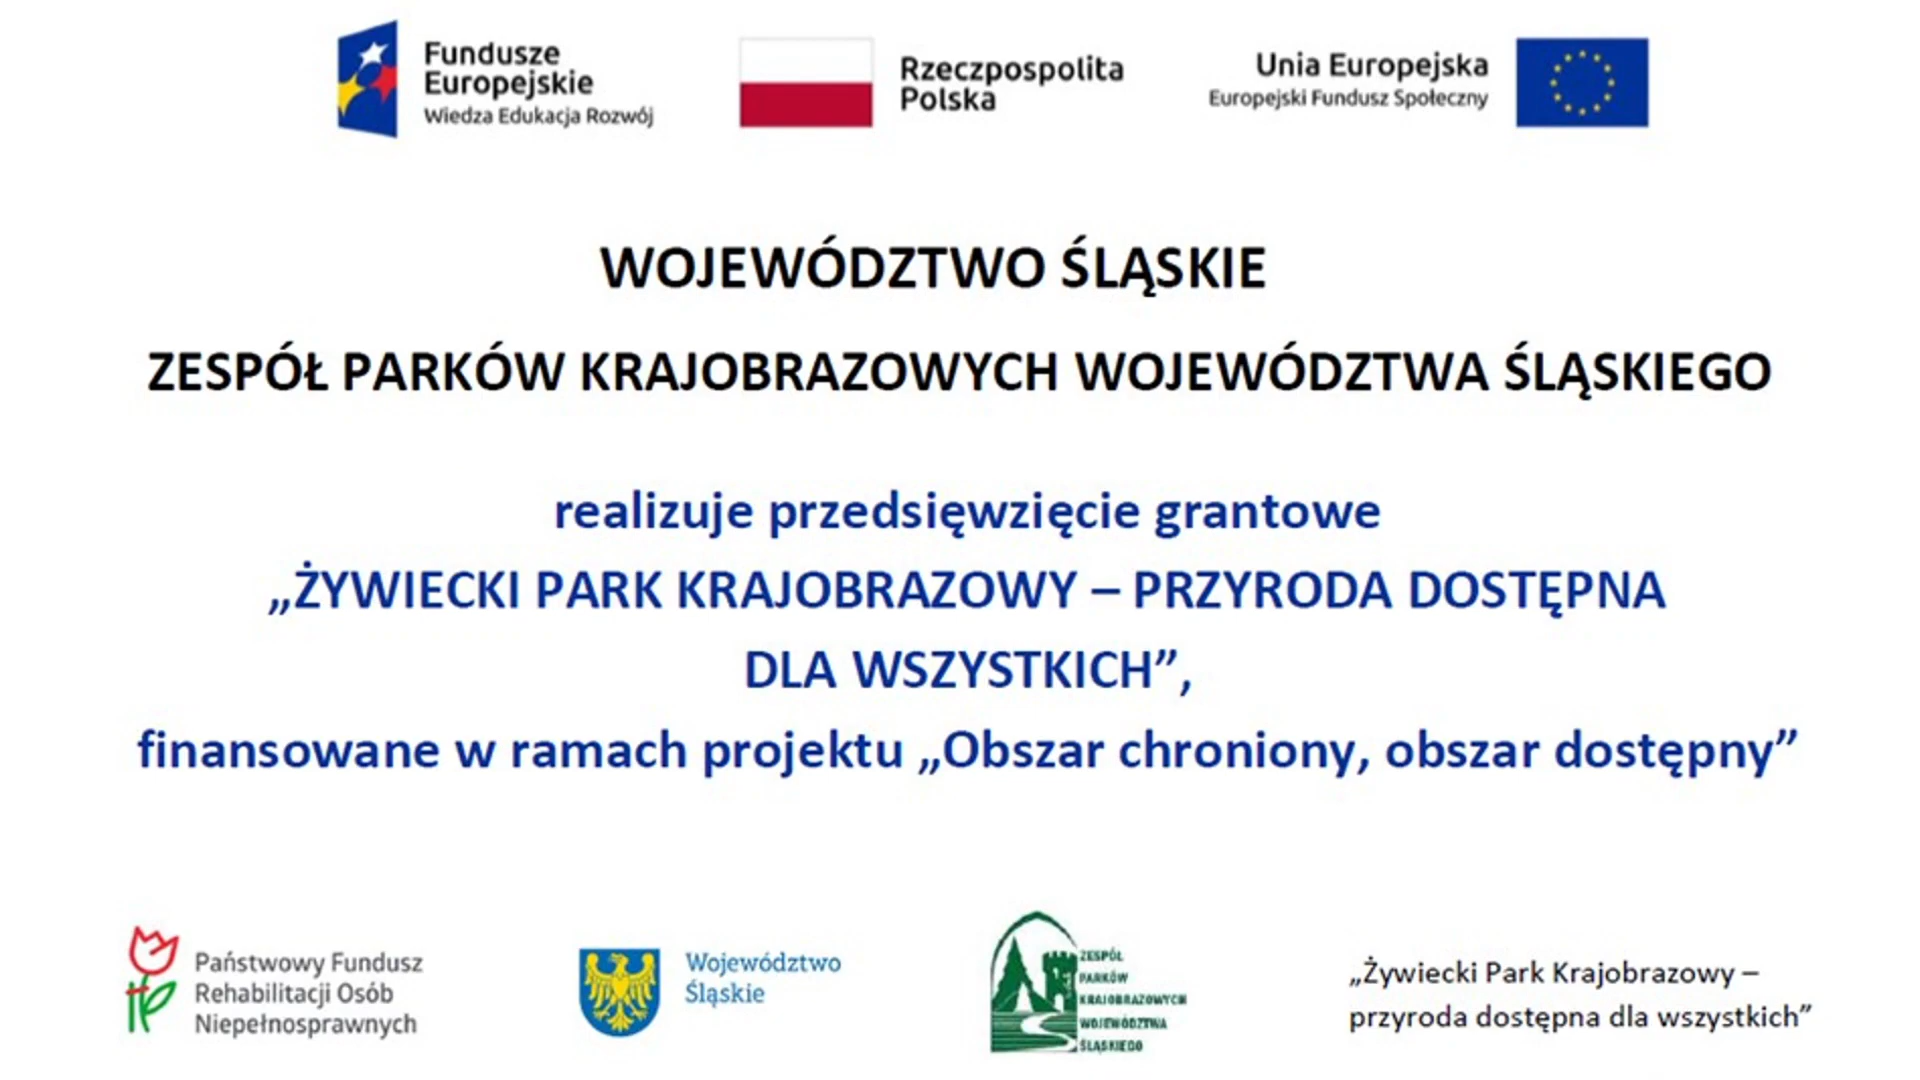 Fundusze
Europejskie
Wiedza Edukacja Rozwój
Rzeczpospolita
Polska
Unia Europejska
Europejski Fundusz Społeczny
WOJEWÓDZTWO ŚLĄSKIE
ZESPÓŁ PARKÓW KRAJOBRAZOWYCH WOJEWÓDZTWA ŚLĄSKIEGO
realizuje przedsięwzięcie grantowe
„ŻYWIECKI PARK KRAJOBRAZOWY – PRZYRODA DOSTĘPNA
DLA WSZYSTKICH”,
finansowane w ramach projektu „Obszar chroniony, obszar dostępny”
Państwowy Fundusz
Rehabilitacji Osób
Niepełnosprawnych
Województwo
Śląskie
ZESPÓŁ
PARKÓW
KRAJOBRAZOWYCH
WOJEWÓDZTWA
ŚLĄSKIEGO
„Żywiecki Park Krajobrazowy –
przyroda dostępna dla wszystkich”